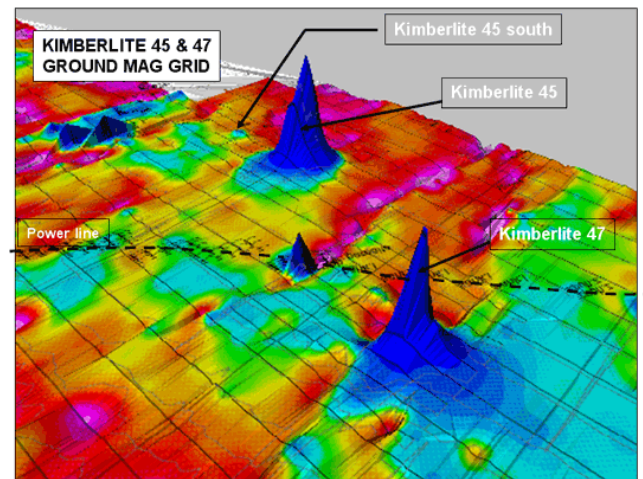 KIMBERLITE 45 & 47
GROUND MAG GRID
Kimberlite 45 south
Kimberlite 45
Power line
Kimberlite 47